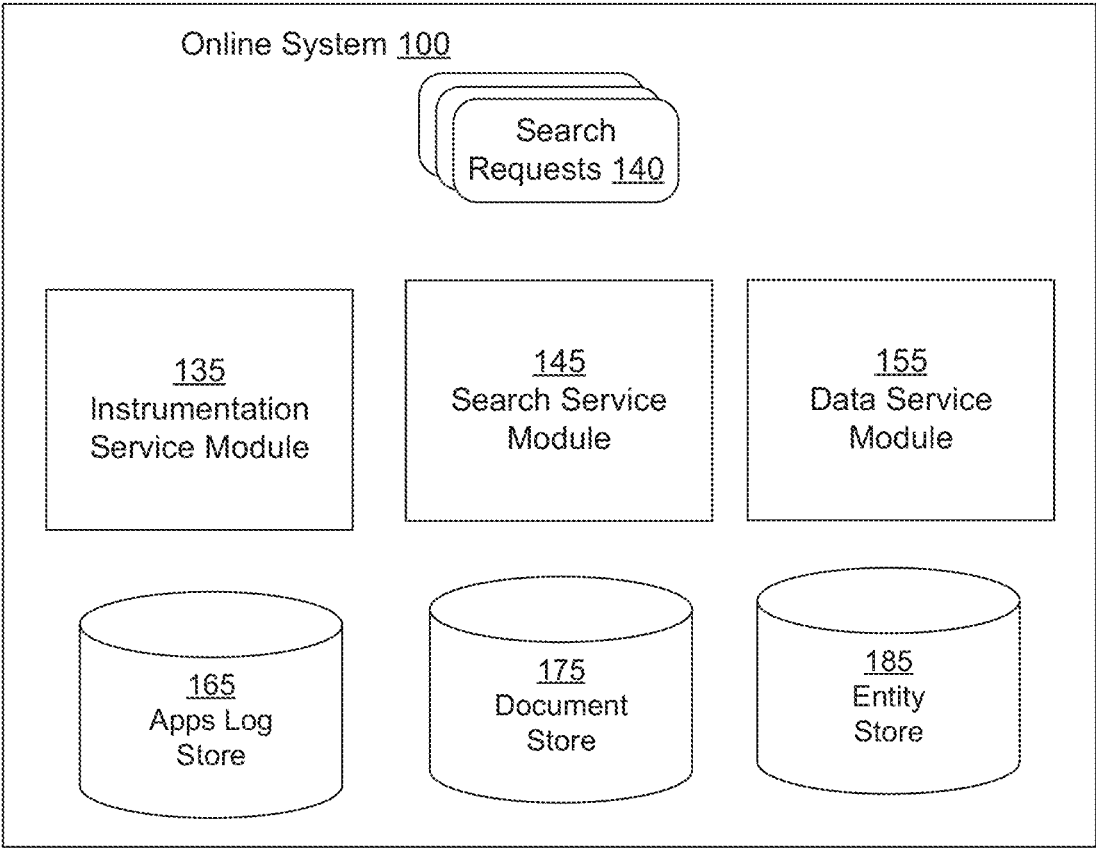 Online System 100
Search
Requests 140
135
Instrumentation
Service Module
145
Search Service
Module
155
Data Service
Module
165
Apps Log
Store
175
Document
Store
185
Entity
Store